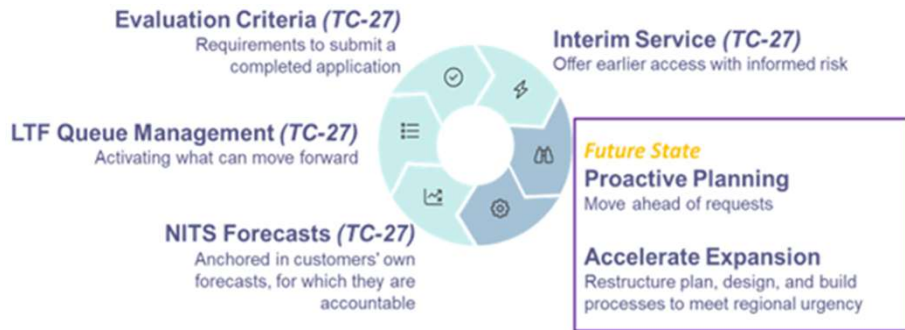 Evaluation Criteria (TC-27)
Requirements to submit a
completed application
Interim Service (TC-27)
Offer earlier access with informed risk
LTF Queue Management (TC-27)
Activating what can move forward
Future State
Proactive Planning
Move ahead of requests
NITS Forecasts (TC-27)
Anchored in customers' own
forecasts, for which they are
accountable
Accelerate Expansion
Restructure plan, design, and build
processes to meet regional urgency